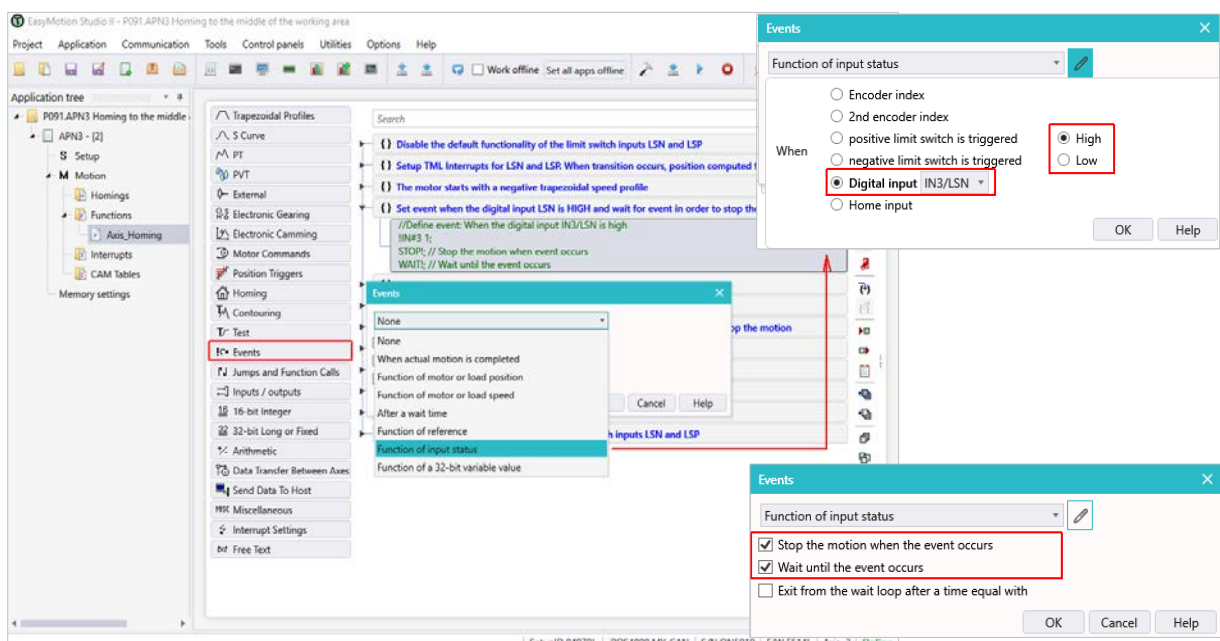 EasyMotion Studio II - P091.APN3 Homing to the middle of the working area
Project Application Communication Tools Control panels Utilities Options Help
Work offline Set all apps offline
Application tree
P091.APN3 Homing to the middle
APN3 - [2]
S Setup
M Motion
Homings
Functions
Axis_Homing
Interrupts
CAM Tables
Memory settings
Trapezoidal Profiles
S Curve
PT
PVT
External
Electronic Gearing
Electronic Camming
Motor Commands
Position Triggers
Homing
Contouring
Test
Events
Jumps and Function Calls
Inputs / outputs
16-bit Integer
32-bit Long or Fixed
Arithmetic
Data Transfer Between Axes
Send Data To Host
MISC Miscellaneous
Interrupt Settings
txt Free Text
Search
{} Disable the default functionality of the limit switch inputs LSN and LSP
{} Setup TML Interrupts for LSN and LSP. When transition occurs, position computed
{} The motor starts with a negative trapezoidal speed profile
{} Set event when the digital input LSN is HIGH and wait for event in order to stop the
//Define event: When the digital input IN3/LSN is high
!IN#3 1;
STOP!; // Stop the motion when event occurs
WAIT!; // Wait until the event occurs
op the motion
h inputs LSN and LSP
Events
None
None
When actual motion is completed
Function of motor or load position
Function of motor or load speed
After a wait time
Function of reference
Function of input status
Function of a 32-bit variable value
Cancel Help
Events
Function of input status
When
Encoder index
2nd encoder index
positive limit switch is triggered
negative limit switch is triggered
Digital input IN3/LSN
Home input
High
Low
OK Help
Events
Function of input status
Stop the motion when the event occurs
Wait until the event occurs
Exit from the wait loop after a time equal with
OK Cancel Help